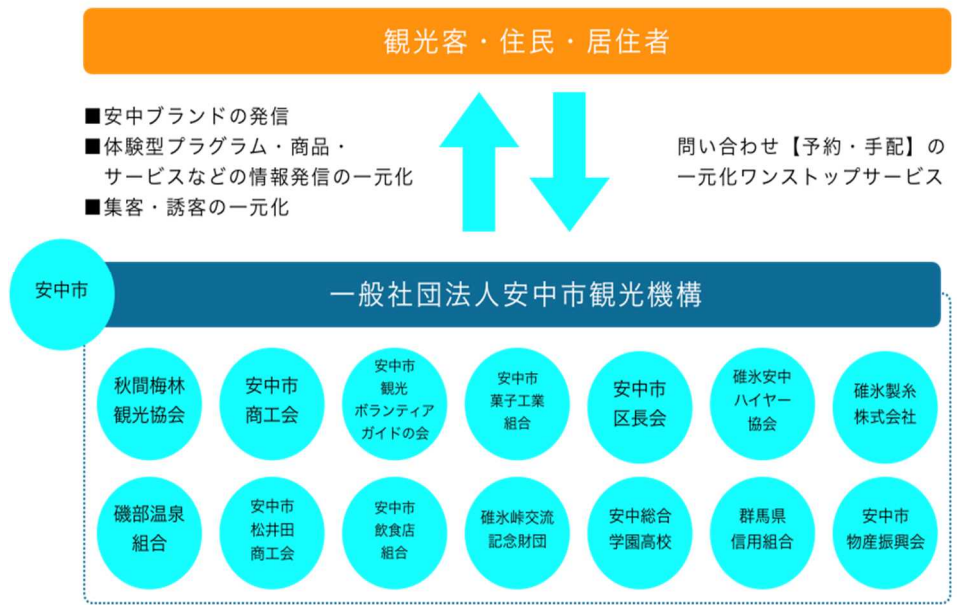 観光客・住民・居住者
■安中ブランドの発信
■体験型プラグラム・商品・
サービスなどの情報発信の一元化
■集客・誘客の一元化
問い合わせ【予約・手配】の
一元化ワンストップサービス
安中市
一般社団法人安中市観光機構
秋間梅林
観光協会
安中市
商工会
安中市
観光
ボランティア
ガイドの会
安中市
菓子工業
組合
安中市
区長会
碓氷安中
ハイヤー
協会
碓氷製糸
株式会社
磯部温泉
組合
安中市
松井田
商工会
安中市
飲食店
組合
碓氷峠交流
記念財団
安中総合
学園高校
群馬県
信用組合
安中市
物産振興会